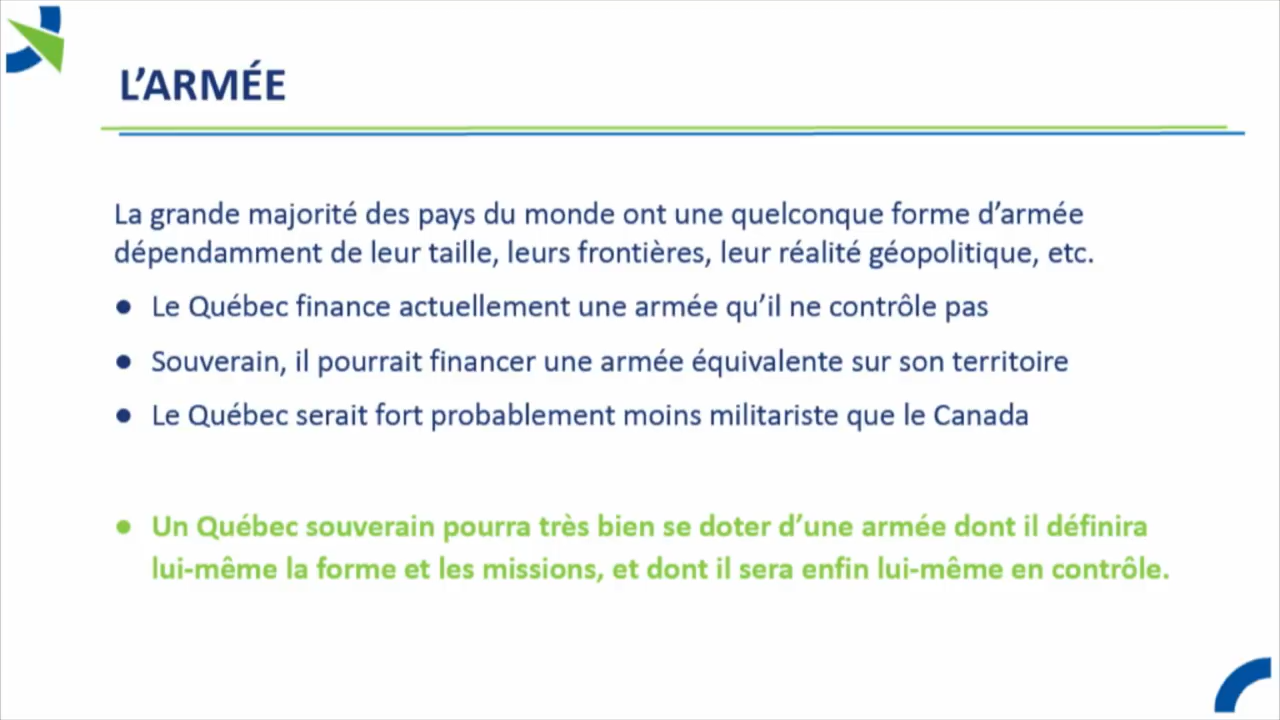 L'ARMÉE
La grande majorité des pays du monde ont une quelconque forme d'armée
dépendamment de leur taille, leurs frontières, leur réalité géopolitique, etc.
● Le Québec finance actuellement une armée qu'il ne contrôle pas
● Souverain, il pourrait financer une armée équivalente sur son territoire
● Le Québec serait fort probablement moins militariste que le Canada
● Un Québec souverain pourra très bien se doter d'une armée dont il définira
lui-même la forme et les missions, et dont il sera enfin lui-même en contrôle.